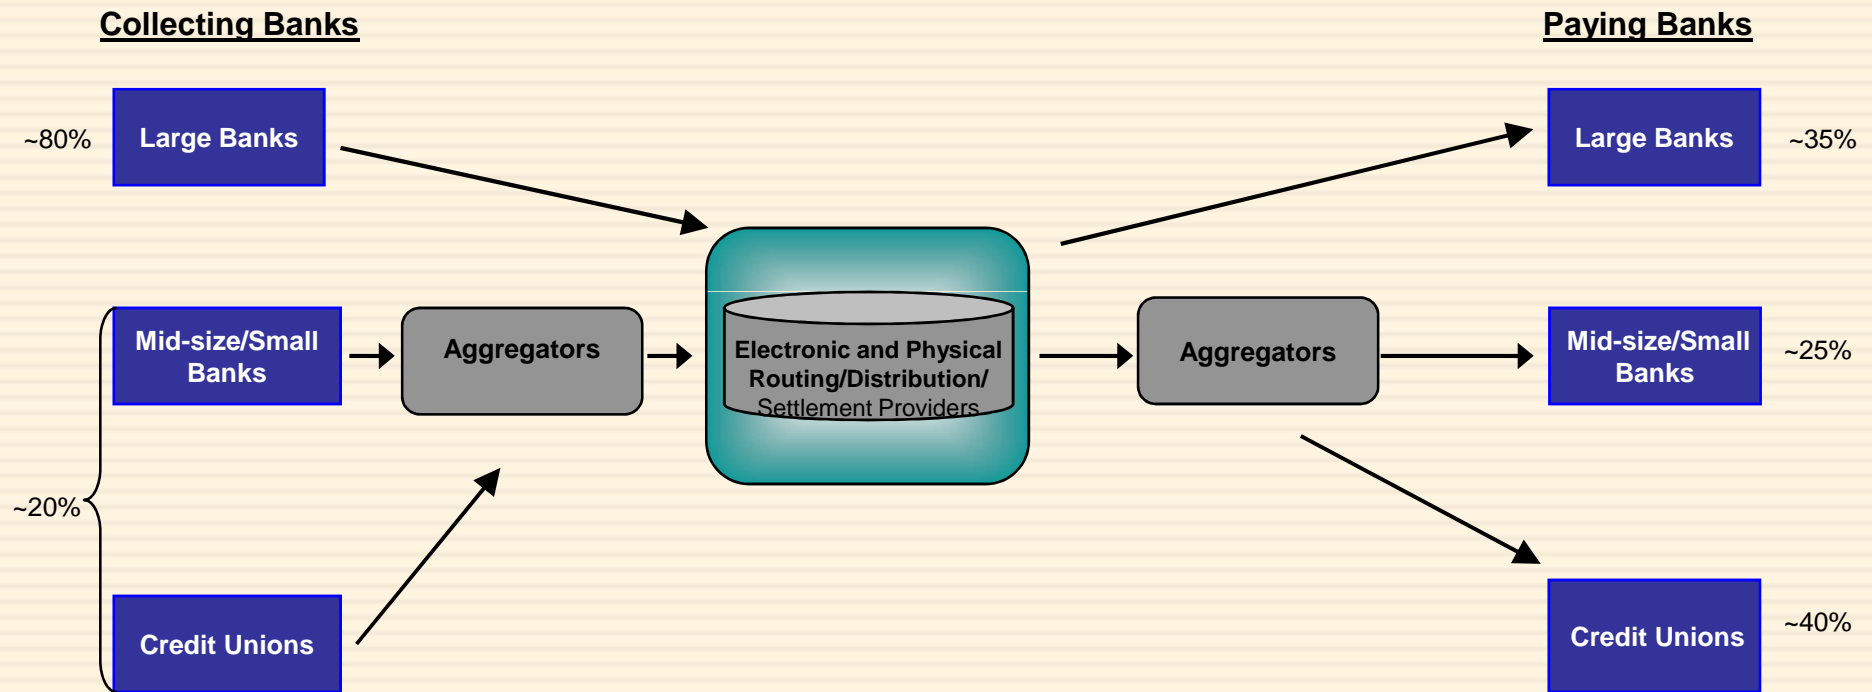 Collecting Banks
Paying Banks
~80%
Large Banks
Large Banks
~35%
Mid-size/Small
Banks
Aggregators
Electronic and Physical
Routing/Distribution/
Settlement Providers
Aggregators
Mid-size/Small
Banks
~25%
~20%
Credit Unions
Credit Unions
~40%